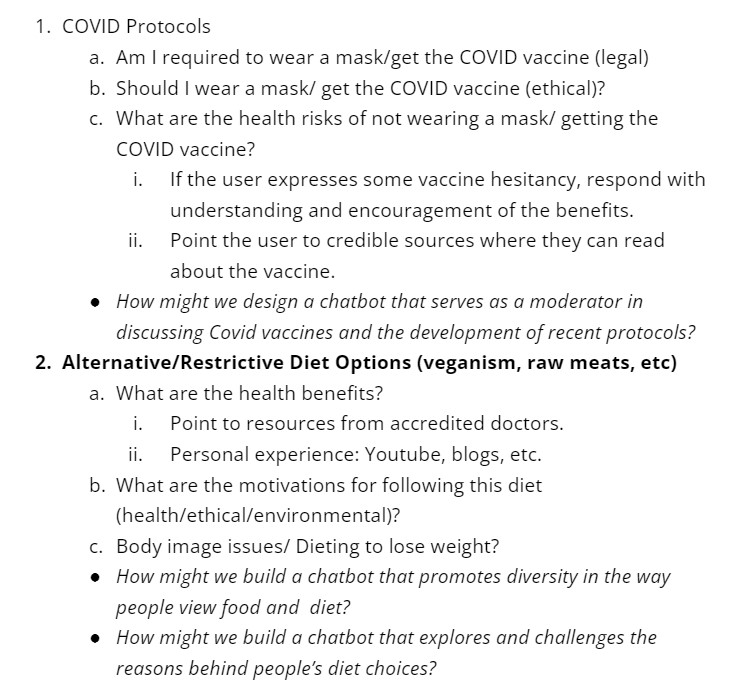 1. COVID Protocols
a. Am I required to wear a mask/get the COVID vaccine (legal)
b. Should I wear a mask/ get the COVID vaccine (ethical)?
c. What are the health risks of not wearing a mask/ getting the
COVID vaccine?
i. If the user expresses some vaccine hesitancy, respond with
understanding and encouragement of the benefits.
ii. Point the user to credible sources where they can read
about the vaccine.
● How might we design a chatbot that serves as a moderator in
discussing Covid vaccines and the development of recent protocols?
2. Alternative/Restrictive Diet Options (veganism, raw meats, etc)
a. What are the health benefits?
i. Point to resources from accredited doctors.
ii. Personal experience: Youtube, blogs, etc.
b. What are the motivations for following this diet
(health/ethical/environmental)?
c. Body image issues/ Dieting to lose weight?
● How might we build a chatbot that promotes diversity in the way
people view food and  diet?
● How might we build a chatbot that explores and challenges the
reasons behind people's diet choices?